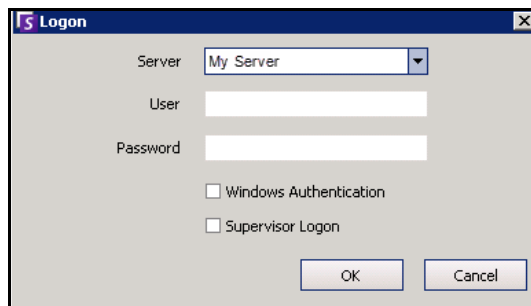 Logon
Server My Server
User
Password
Windows Authentication
Supervisor Logon
OK Cancel